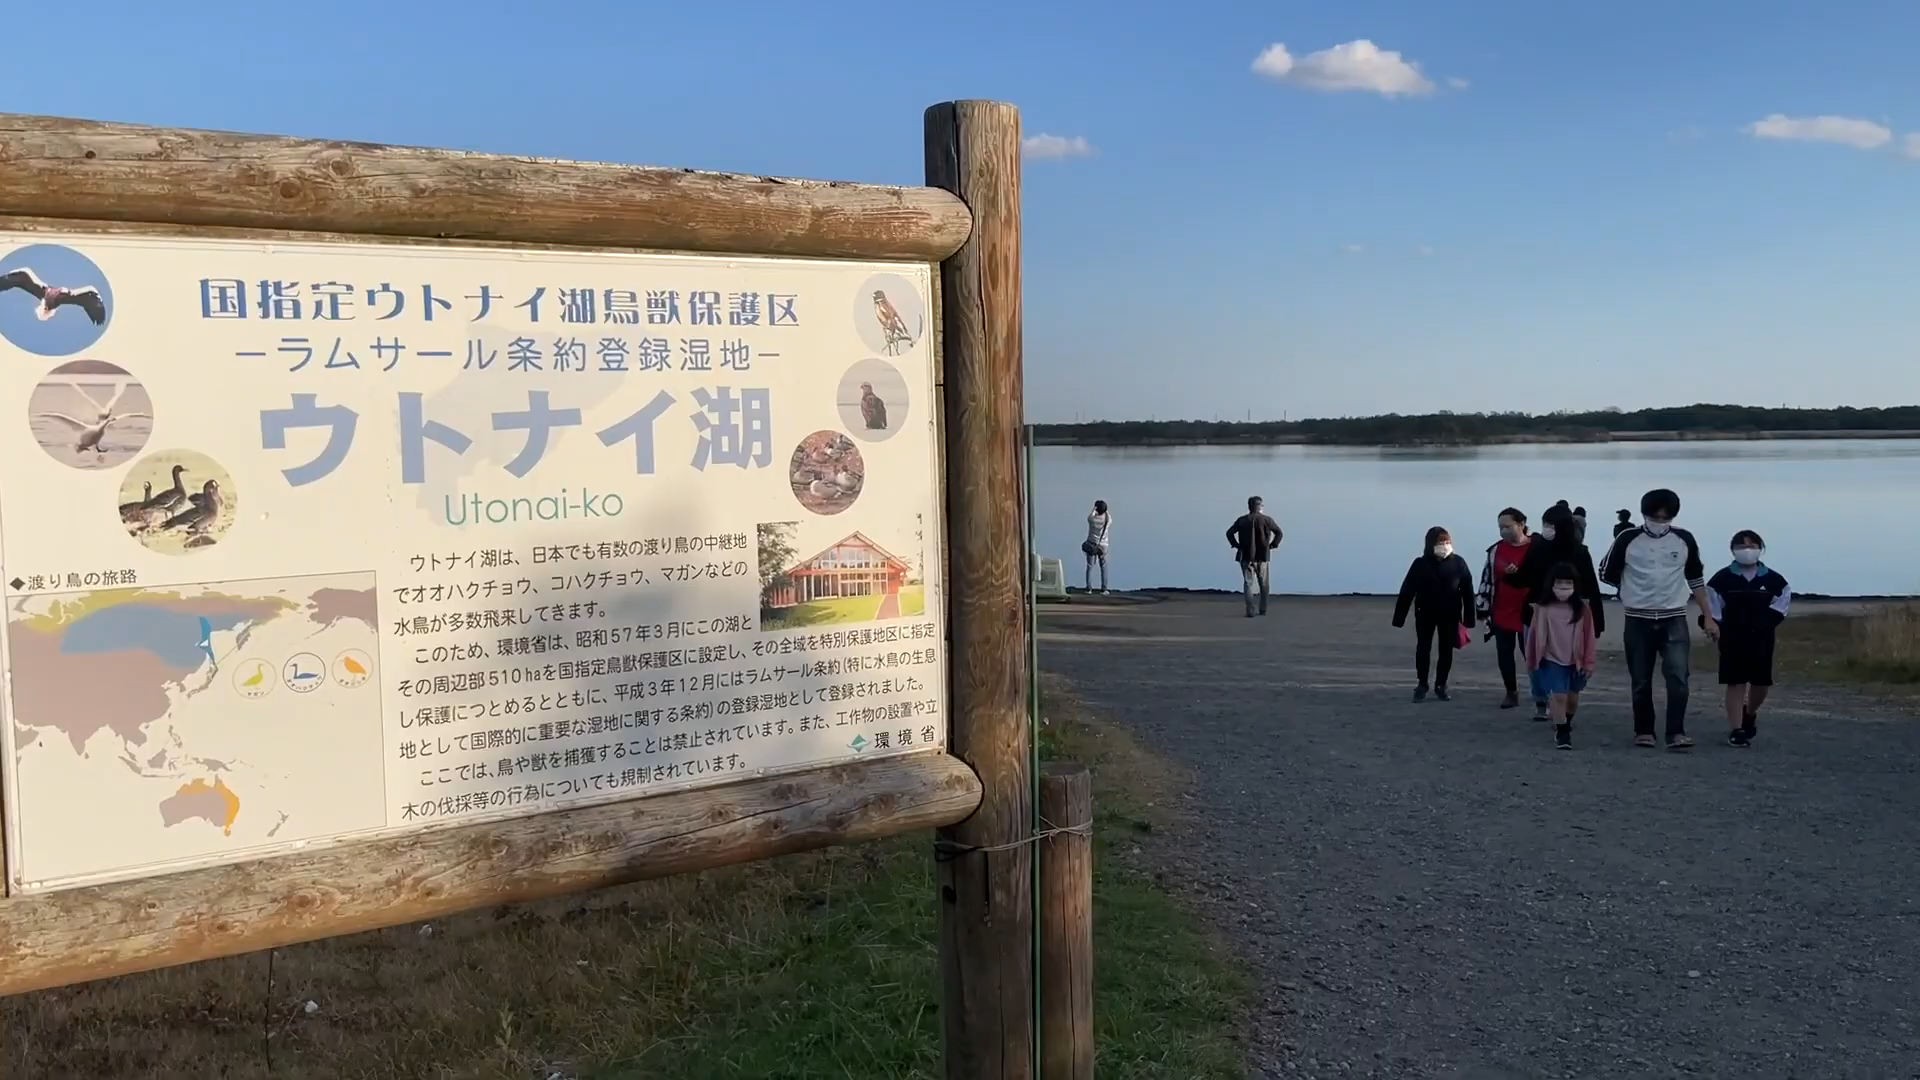 国指定ウトナイ湖鳥獣保護区
−ラムサール条約登録湿地−
ウトナイ湖
Utonai-ko
◆渡り鳥の旅路
ウトナイ湖は、日本でも有数の渡り鳥の中継地
でオオハクチョウ、コハクチョウ、マガンなどの
水鳥が多数飛来してきます。
このため、環境省は、昭和57年3月にこの湖と
その周辺部510haを国指定鳥獣保護区に設定し、その全域を特別保護地区に指定
し保護につとめるとともに、平成3年12月にはラムサール条約(特に水鳥の生息
地として国際的に重要な湿地に関する条約)の登録湿地として登録されました。
ここでは、鳥や獣を捕獲することは禁止されています。また、工作物の設置や立
木の伐採等の行為についても規制されています。
環境省